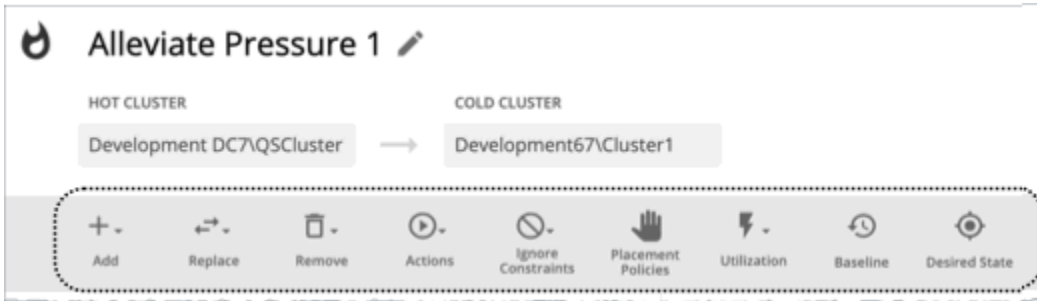 Alleviate Pressure 1
HOT CLUSTER
COLD CLUSTER
Development DC7\QSCluster
Development67\Cluster1
Add
Replace
Remove
Actions
Ignore
Constraints
Placement
Policies
Utilization
Baseline
Desired State